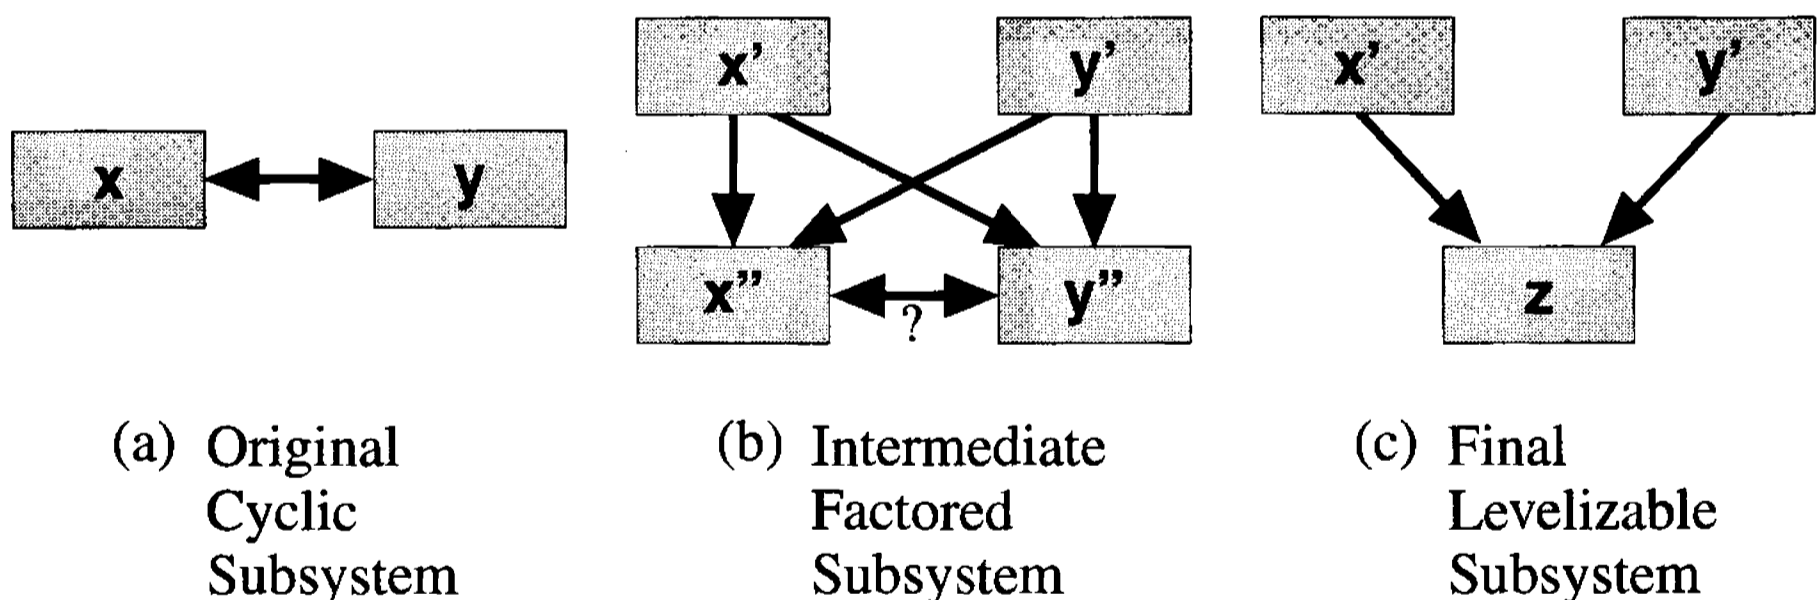 x' y' x' y'
x y
x" ? y" z
(a) Original (b) Intermediate (c) Final
Cyclic Factored Levelizable
Subsystem Subsystem Subsystem